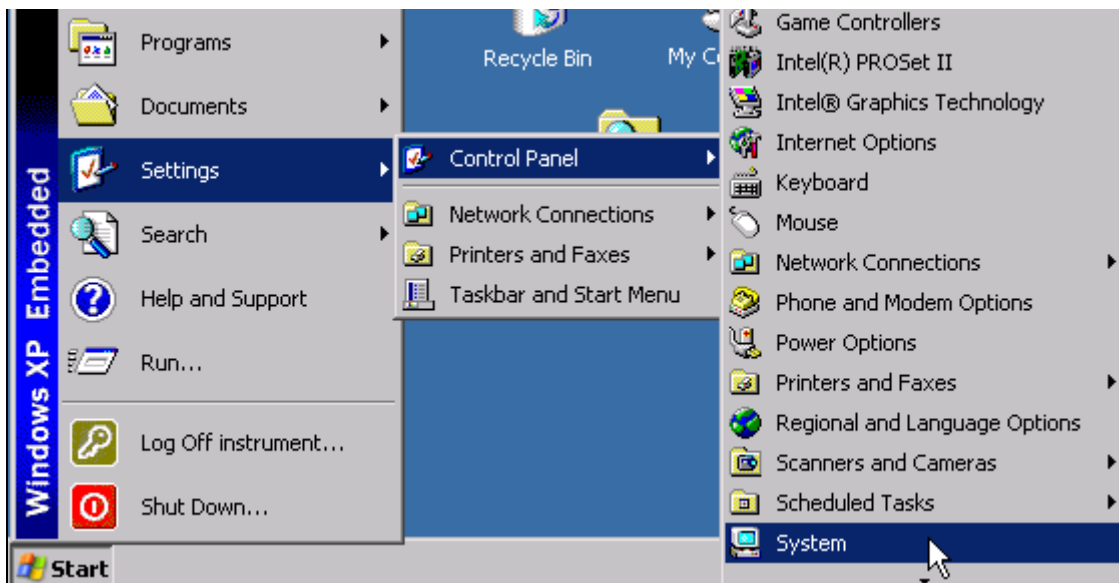 Programs
Documents
Settings
Search
Help and Support
Run...
Log Off instrument...
Shut Down...
Windows XP Embedded
Start
Recycle Bin
My C
Control Panel
Network Connections
Printers and Faxes
Taskbar and Start Menu
Game Controllers
Intel(R) PROSet II
Intel® Graphics Technology
Internet Options
Keyboard
Mouse
Network Connections
Phone and Modem Options
Power Options
Printers and Faxes
Regional and Language Options
Scanners and Cameras
Scheduled Tasks
System